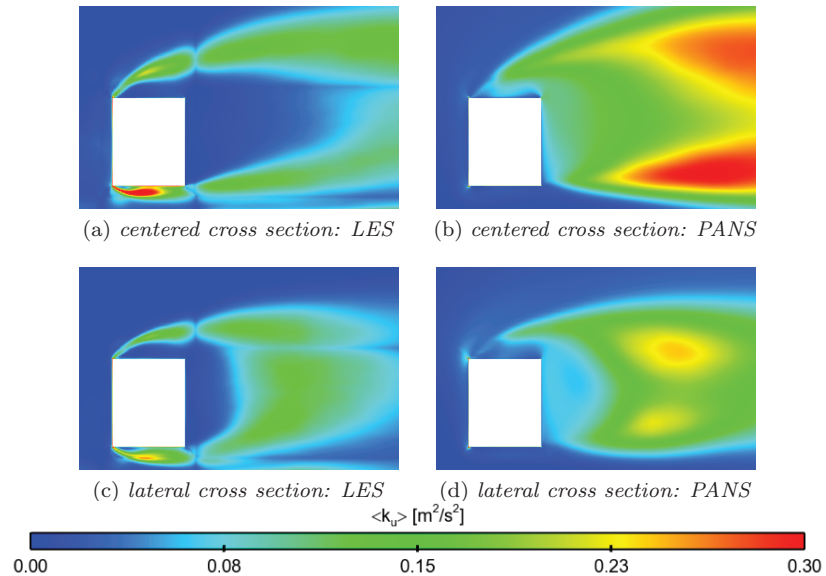 (a) centered cross section: LES
(b) centered cross section: PANS
(c) lateral cross section: LES
(d) lateral cross section: PANS
<k_u> [m²/s²]
0.00 0.08 0.15 0.23 0.30